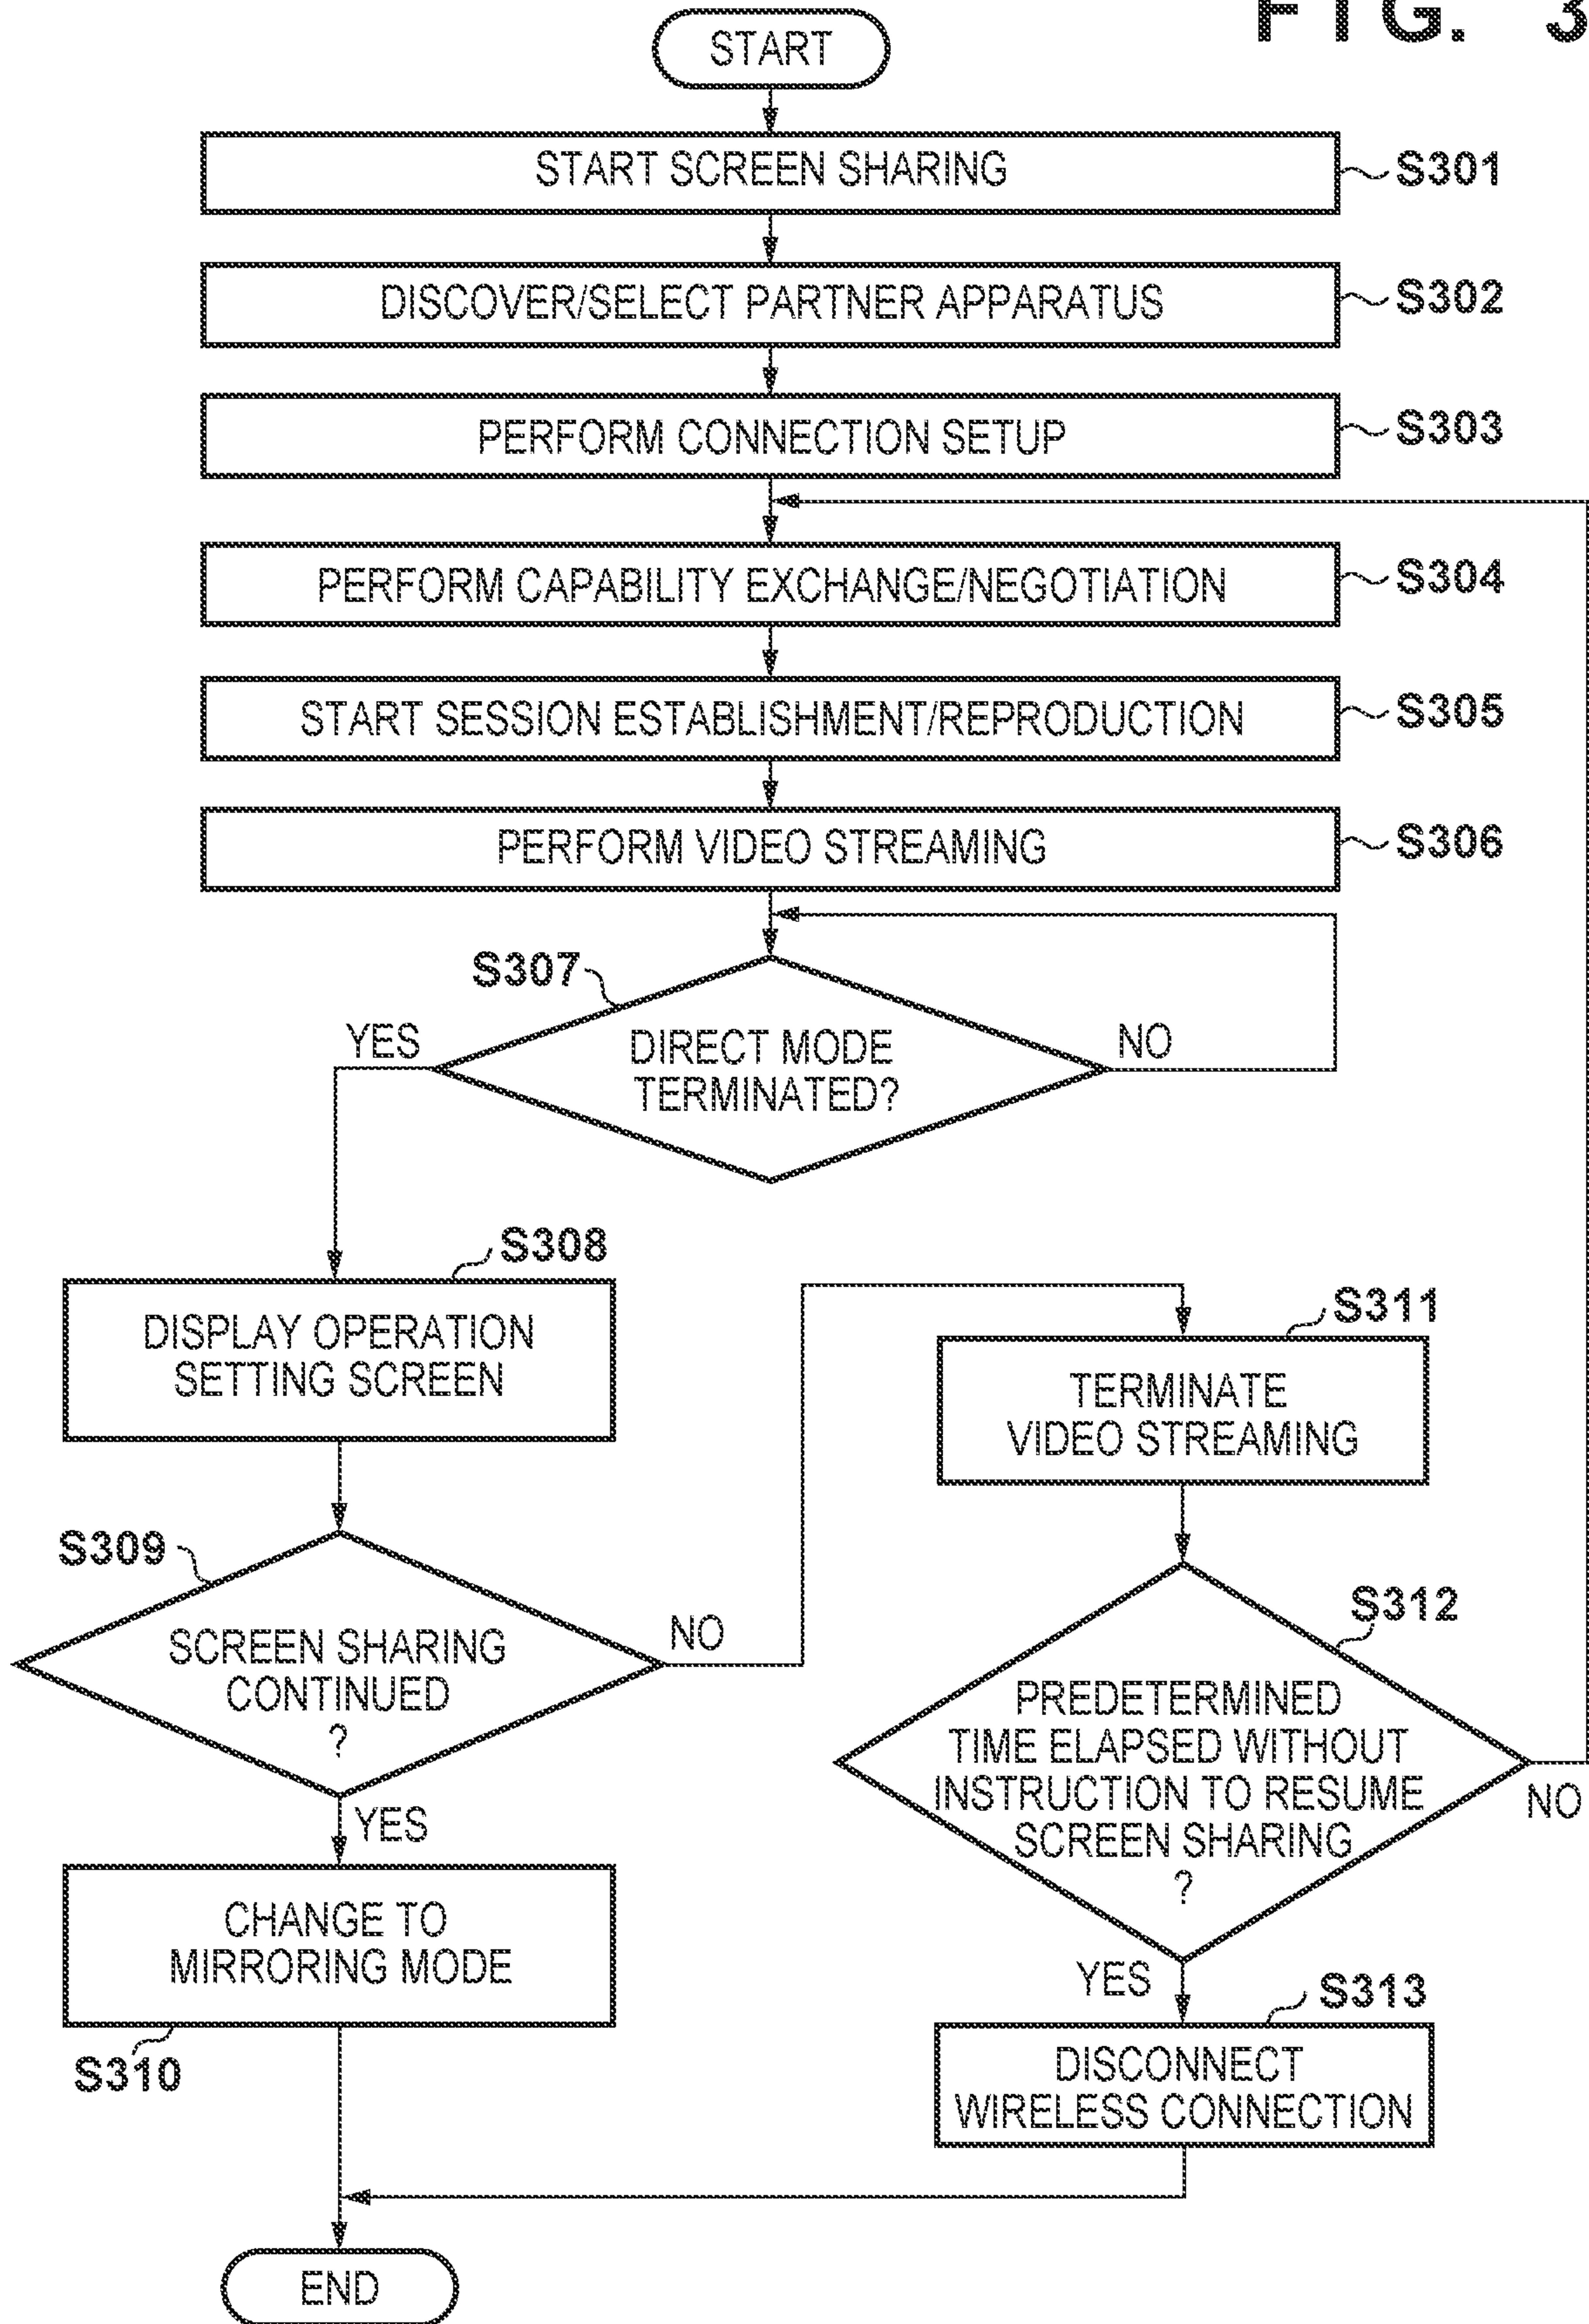 FIG. 3
START
START SCREEN SHARING
S301
DISCOVER/SELECT PARTNER APPARATUS
S302
PERFORM CONNECTION SETUP
S303
PERFORM CAPABILITY EXCHANGE/NEGOTIATION
S304
START SESSION ESTABLISHMENT/REPRODUCTION
S305
PERFORM VIDEO STREAMING
S306
S307
YES
DIRECT MODE
TERMINATED?
NO
S308
DISPLAY OPERATION
SETTING SCREEN
S309
SCREEN SHARING
CONTINUED
?
NO
YES
CHANGE TO
MIRRORING MODE
S310
S311
TERMINATE
VIDEO STREAMING
S312
PREDETERMINED
TIME ELAPSED WITHOUT
INSTRUCTION TO RESUME
SCREEN SHARING
?
NO
YES
S313
DISCONNECT
WIRELESS CONNECTION
END